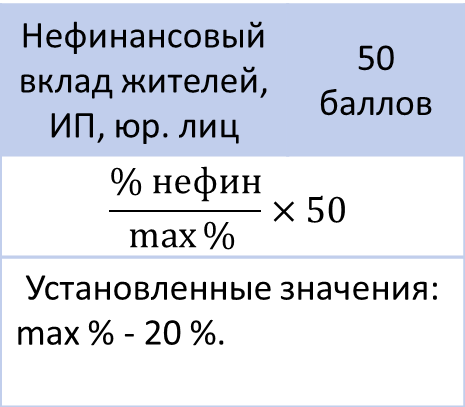 Нефинансовый
вклад жителей,
ИП, юр. лиц
50
баллов
% нефин
max %
× 50
Установленные значения:
max % - 20 %.